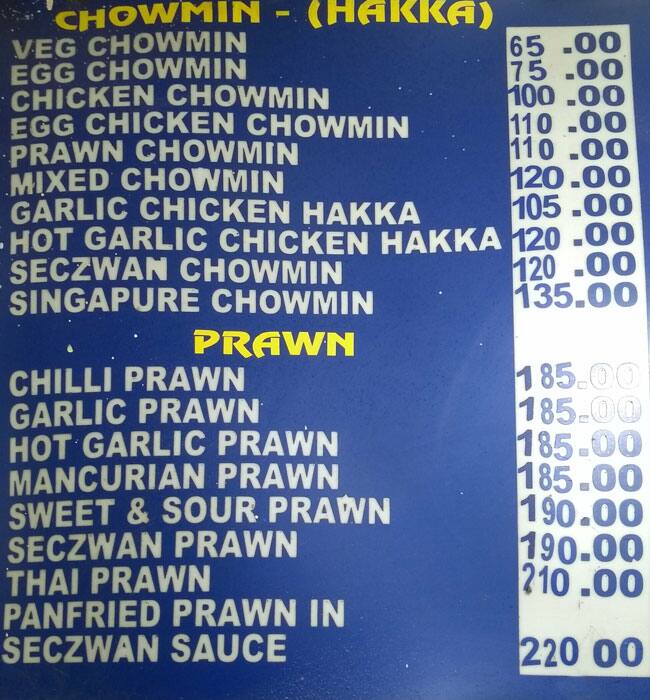 CHOWMIN - (HAKKA)
VEG CHOWMIN 65.00
EGG CHOWMIN 75.00
CHICKEN CHOWMIN 100.00
EGG CHICKEN CHOWMIN 110.00
PRAWN CHOWMIN 110.00
MIXED CHOWMIN 120.00
GARLIC CHICKEN HAKKA 105.00
HOT GARLIC CHICKEN HAKKA 120.00
SECZWAN CHOWMIN 120.00
SINGAPURE CHOWMIN 135.00
PRAWN
CHILLI PRAWN 185.00
GARLIC PRAWN 185.00
HOT GARLIC PRAWN 185.00
MANCURIAN PRAWN 185.00
SWEET & SOUR PRAWN 190.00
SECZWAN PRAWN 190.00
THAI PRAWN 210.00
PANFRIED PRAWN IN
SECZWAN SAUCE 220 00